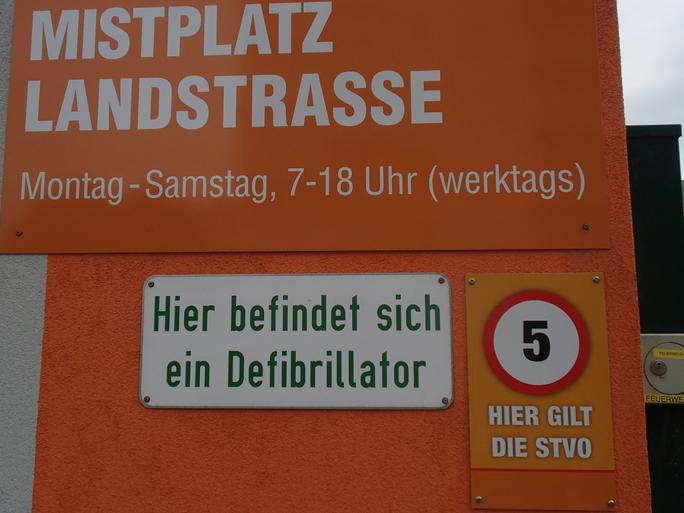 MISTPLATZ
LANDSTRASSE
Montag - Samstag, 7-18 Uhr (werktags)
Hier befindet sich
ein Defibrillator
5
HIER GILT
DIE STVO